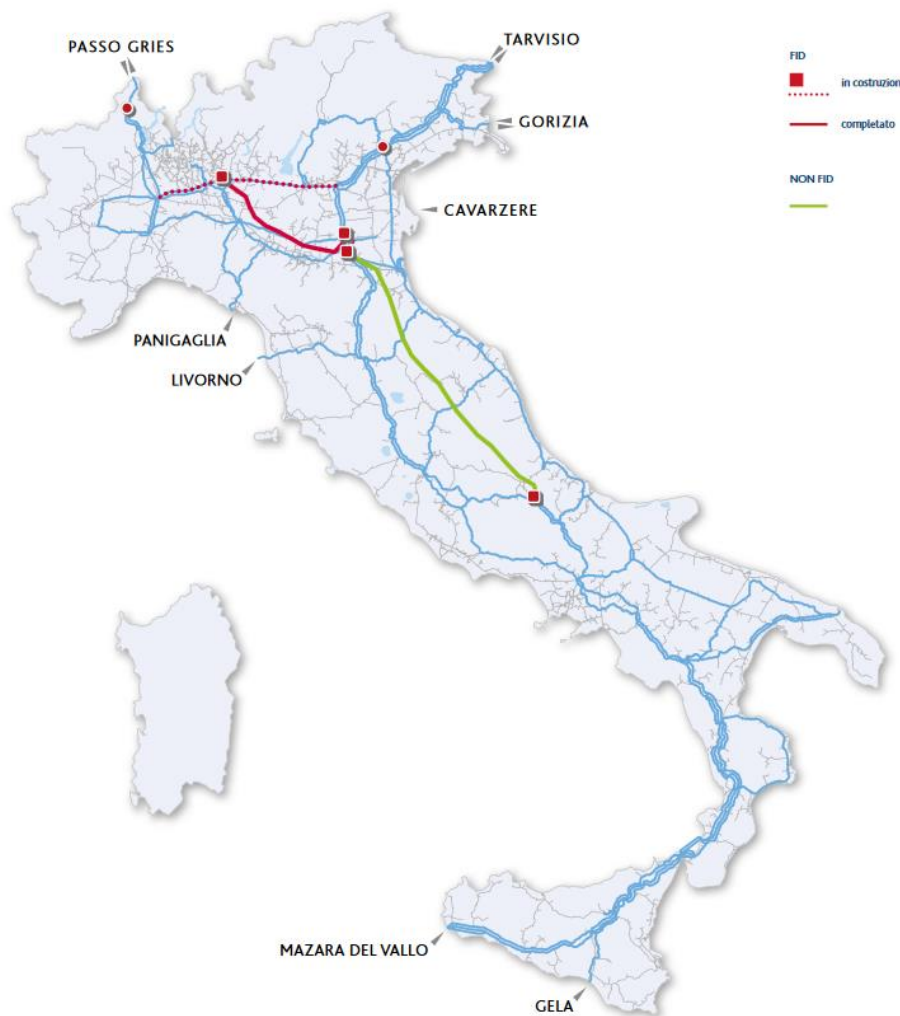 PASSO GRIES
TARVISIO
FID
in costruzion
GORIZIA
completato
NON FID
CAVARZERE
PANIGAGLIA
LIVORNO
MAZARA DEL VALLO
GELA